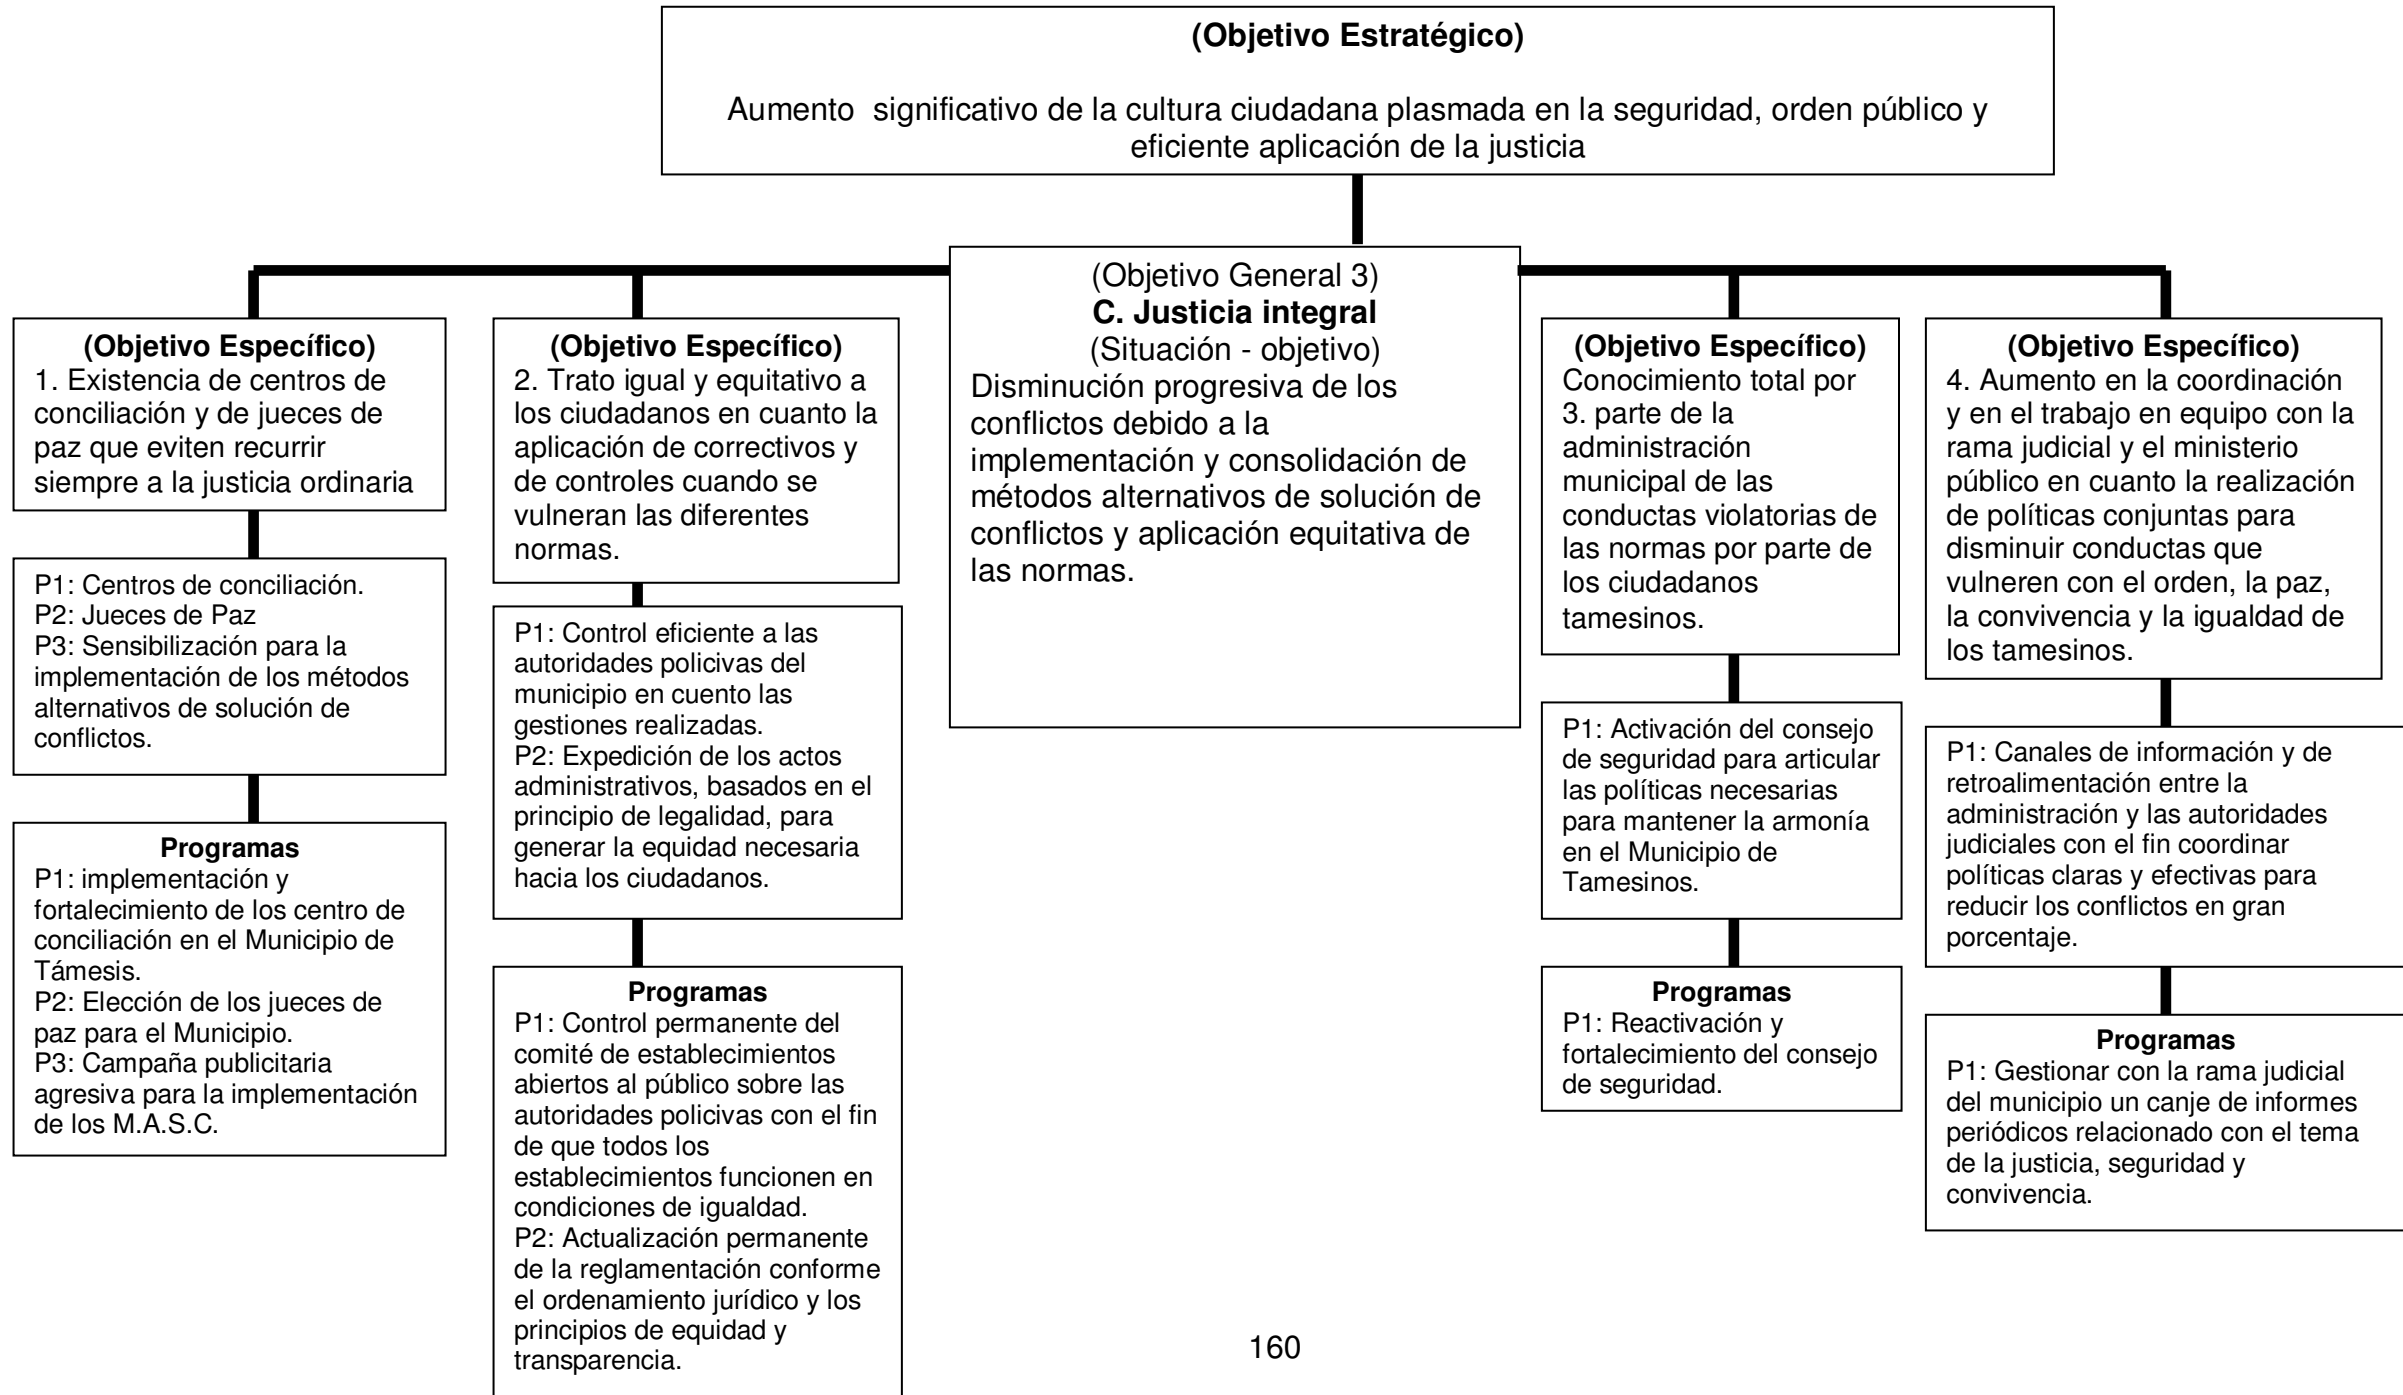 (Objetivo Estratégico)
Aumento  significativo de la cultura ciudadana plasmada en la seguridad, orden público y
eficiente aplicación de la justicia
(Objetivo General 3)
C. Justicia integral
(Situación - objetivo)
Disminución progresiva de los
conflictos debido a la
implementación y consolidación de
métodos alternativos de solución de
conflictos y aplicación equitativa de
las normas.
(Objetivo Específico)
1. Existencia de centros de
conciliación y de jueces de
paz que eviten recurrir
siempre a la justicia ordinaria
P1: Centros de conciliación.
P2: Jueces de Paz
P3: Sensibilización para la
implementación de los métodos
alternativos de solución de
conflictos.
Programas
P1: implementación y
fortalecimiento de los centro de
conciliación en el Municipio de
Támesis.
P2: Elección de los jueces de
paz para el Municipio.
P3: Campaña publicitaria
agresiva para la implementación
de los M.A.S.C.
(Objetivo Específico)
2. Trato igual y equitativo a
los ciudadanos en cuanto la
aplicación de correctivos y
de controles cuando se
vulneran las diferentes
normas.
P1: Control eficiente a las
autoridades policivas del
municipio en cuento las
gestiones realizadas.
P2: Expedición de los actos
administrativos, basados en el
principio de legalidad, para
generar la equidad necesaria
hacia los ciudadanos.
Programas
P1: Control permanente del
comité de establecimientos
abiertos al público sobre las
autoridades policivas con el fin
de que todos los
establecimientos funcionen en
condiciones de igualdad.
P2: Actualización permanente
de la reglamentación conforme
el ordenamiento jurídico y los
principios de equidad y
transparencia.
(Objetivo Específico)
Conocimiento total por
3. parte de la
administración
municipal de las
conductas violatorias de
las normas por parte de
los ciudadanos
tamesinos.
P1: Activación del consejo
de seguridad para articular
las políticas necesarias
para mantener la armonía
en el Municipio de
Tamesinos.
Programas
P1: Reactivación y
fortalecimiento del consejo
de seguridad.
(Objetivo Específico)
4. Aumento en la coordinación
y en el trabajo en equipo con la
rama judicial y el ministerio
público en cuanto la realización
de políticas conjuntas para
disminuir conductas que
vulneren con el orden, la paz,
la convivencia y la igualdad de
los tamesinos.
P1: Canales de información y de
retroalimentación entre la
administración y las autoridades
judiciales con el fin coordinar
políticas claras y efectivas para
reducir los conflictos en gran
porcentaje.
Programas
P1: Gestionar con la rama judicial
del municipio un canje de informes
periódicos relacionado con el tema
de la justicia, seguridad y
convivencia.
160